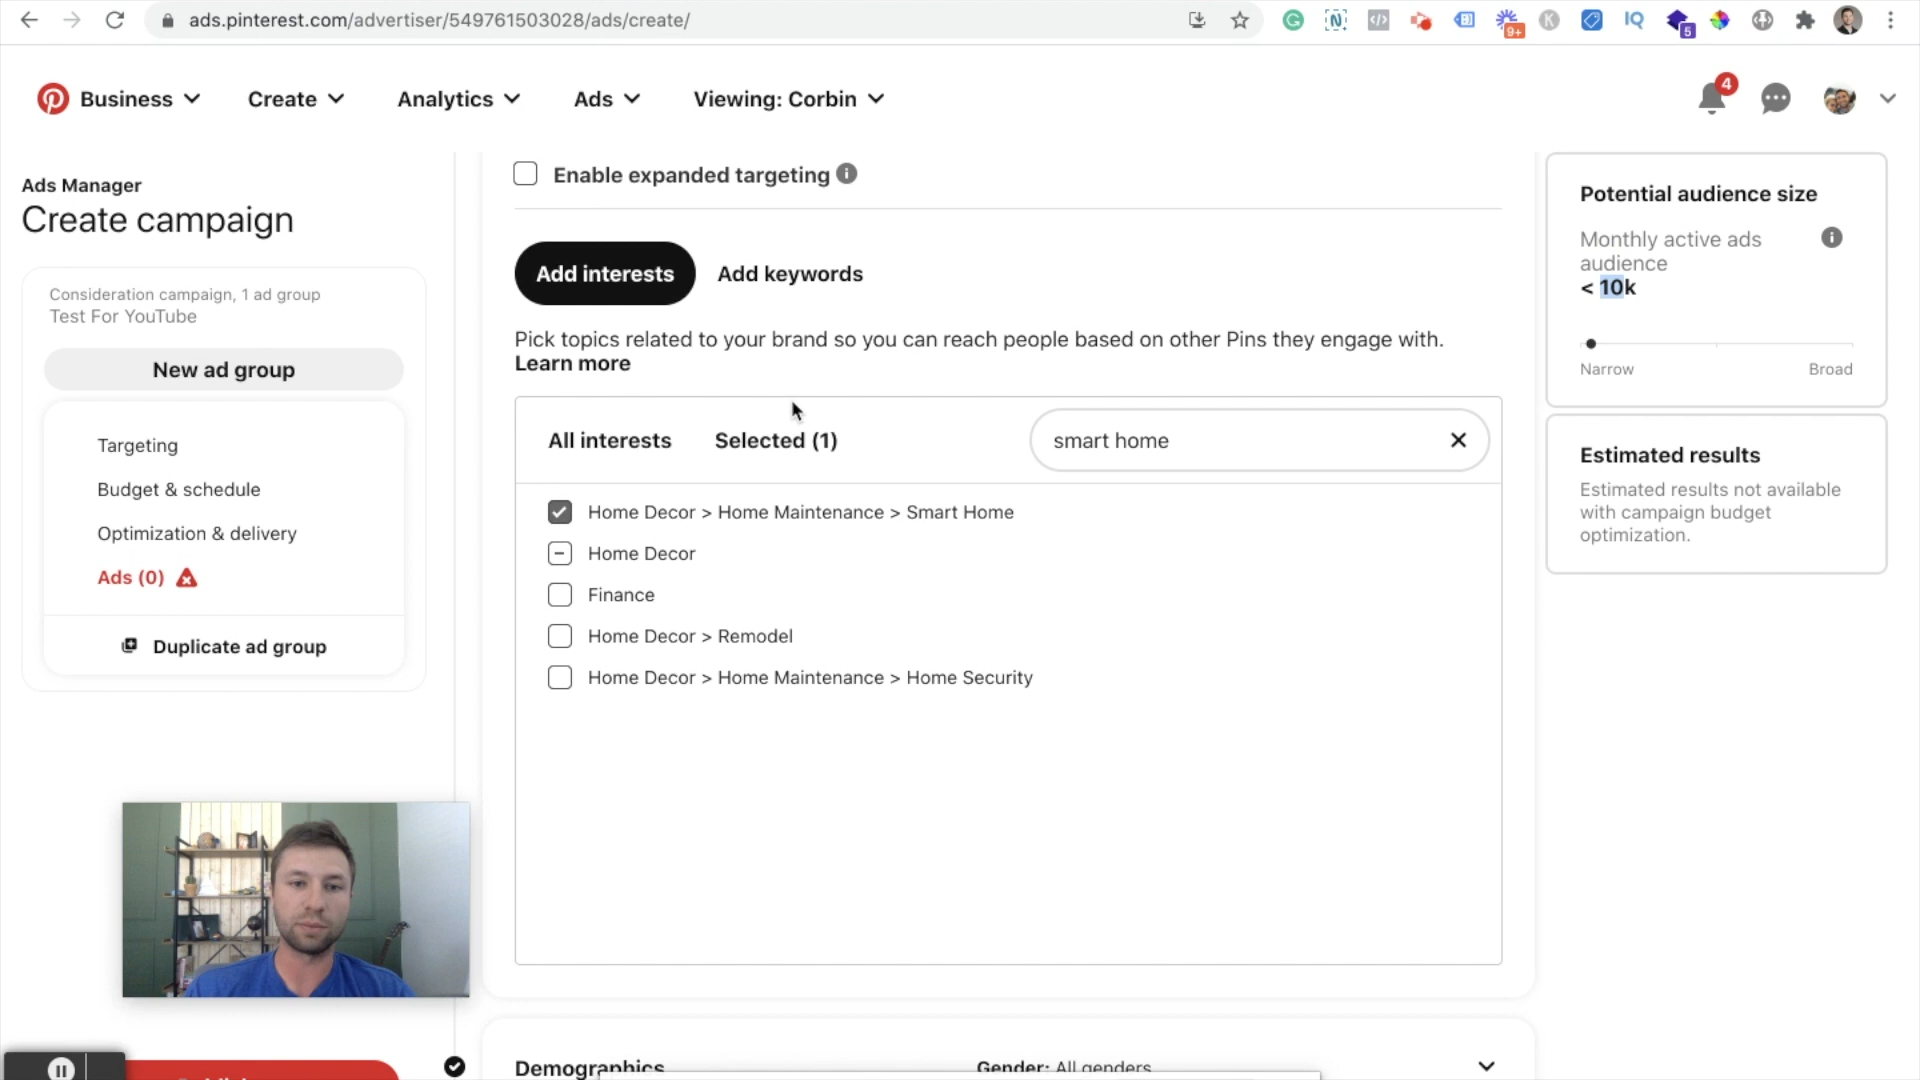 ads.pinterest.com/advertiser/549761503028/ads/create/
9+
K
IQ
5
Business
Create
Analytics
Ads
Viewing: Corbin
4
Ads Manager
Create campaign
Consideration campaign, 1 ad group
Test For YouTube
New ad group
Targeting
Budget & schedule
Optimization & delivery
Ads (0)
Duplicate ad group
Enable expanded targeting
Add interests
Add keywords
Pick topics related to your brand so you can reach people based on other Pins they engage with.
Learn more
All interests
Selected (1)
smart home
Home Decor > Home Maintenance > Smart Home
Home Decor
Finance
Home Decor > Remodel
Home Decor > Home Maintenance > Home Security
Demographics
Gender: All genders
Potential audience size
Monthly active ads
audience
< 10k
Narrow
Broad
Estimated results
Estimated results not available
with campaign budget
optimization.